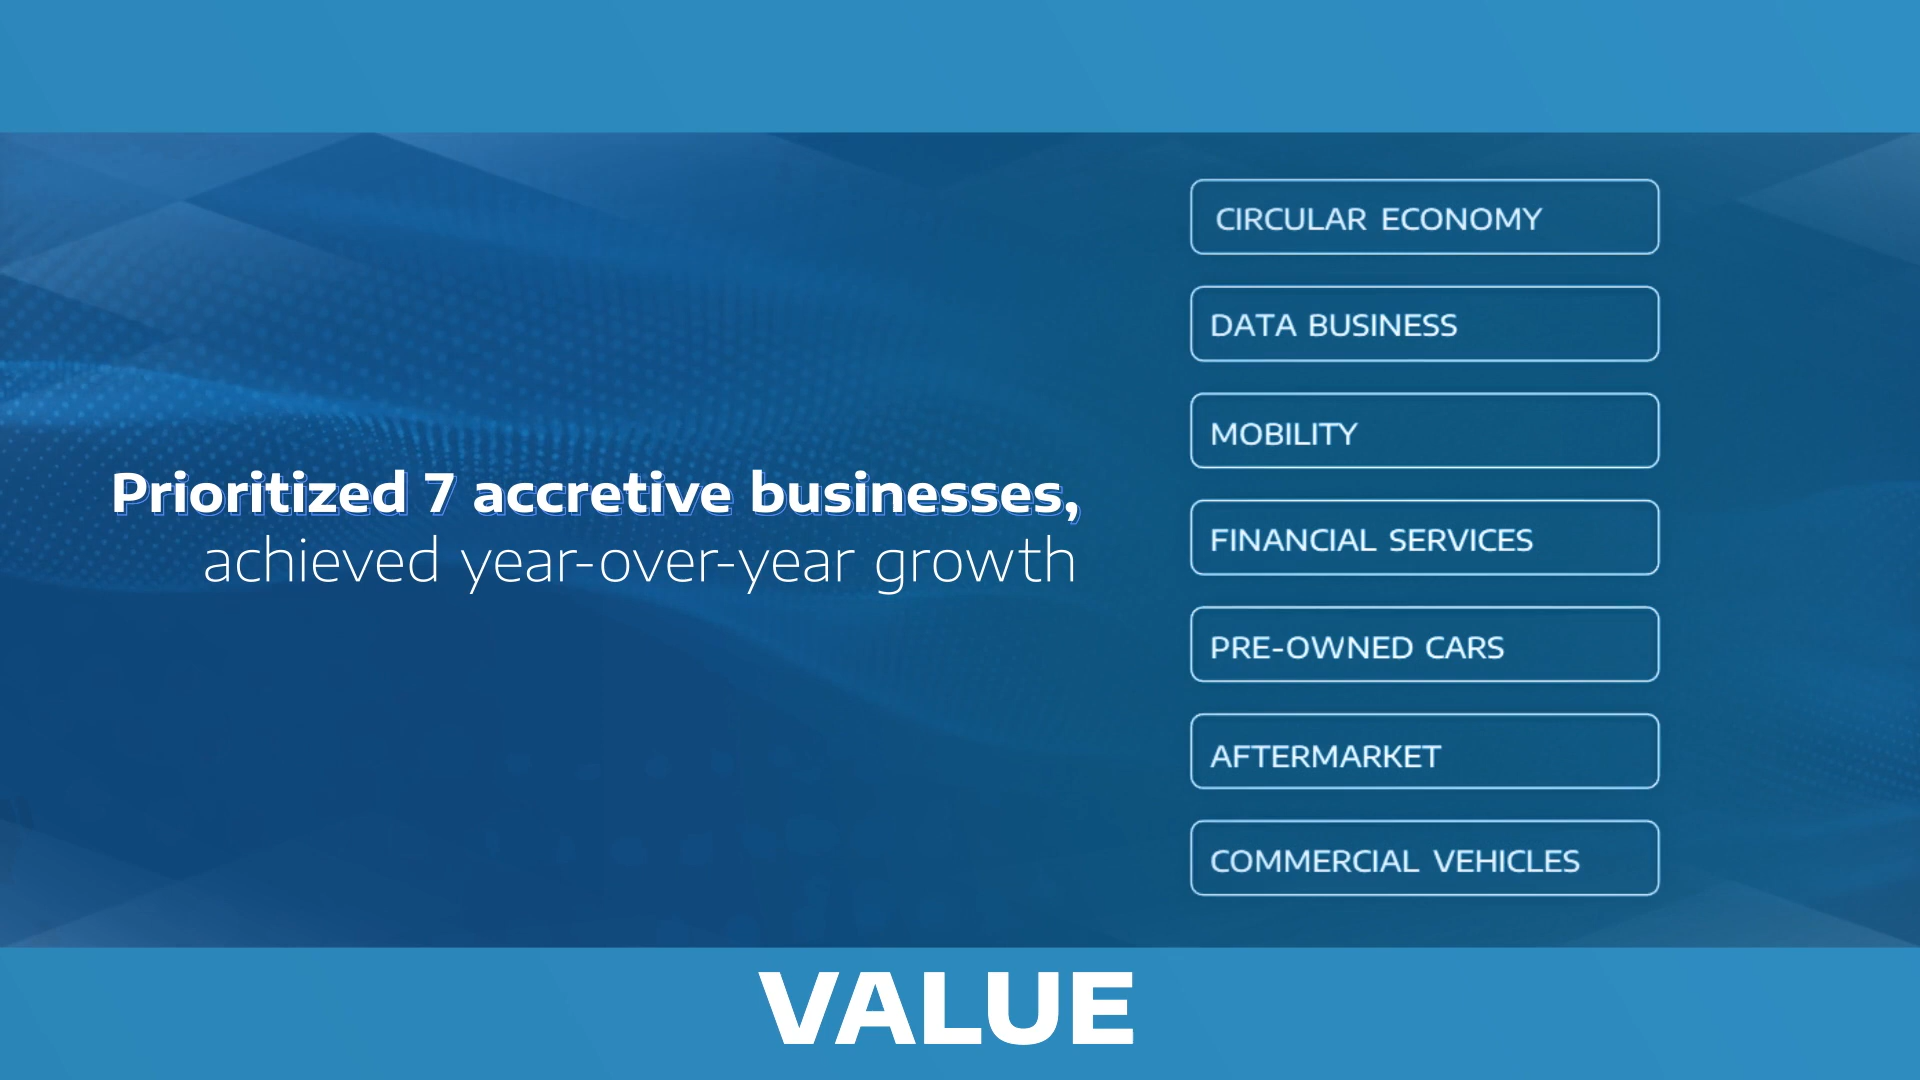 Prioritized 7 accretive businesses,
achieved year-over-year growth
CIRCULAR ECONOMY
DATA BUSINESS
MOBILITY
FINANCIAL SERVICES
PRE-OWNED CARS
AFTERMARKET
COMMERCIAL VEHICLES
VALUE